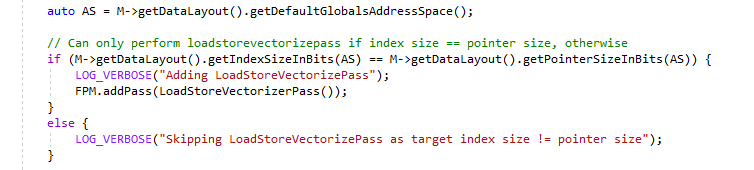 auto AS = M->getDataLayout().getDefaultGlobalsAddressSpace();
// Can only perform loadstorevectorizepass if index size == pointer size, otherwise
if (M->getDataLayout().getIndexSizeInBits(AS) == M->getDataLayout().getPointerSizeInBits(AS)) {
LOG_VERBOSE("Adding LoadStoreVectorizePass");
FPM.addPass(LoadStoreVectorizerPass());
}
else {
LOG_VERBOSE("Skipping LoadStoreVectorizePass as target index size != pointer size");
}